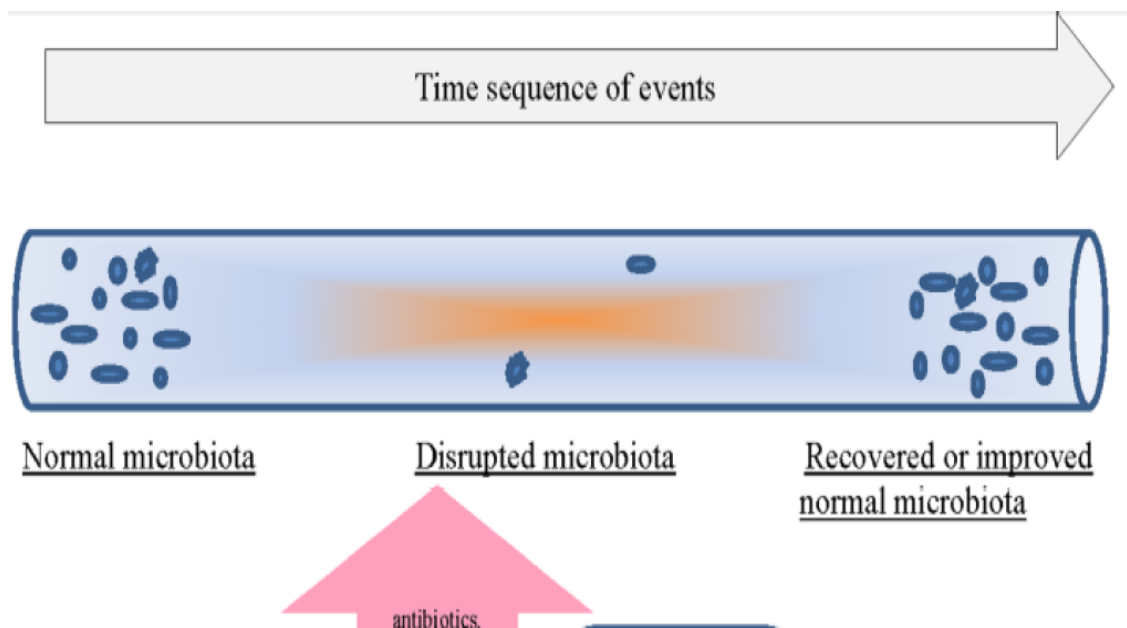 Time sequence of events
Normal microbiota
Disrupted microbiota
Recovered or improved
normal microbiota
antibiotics,